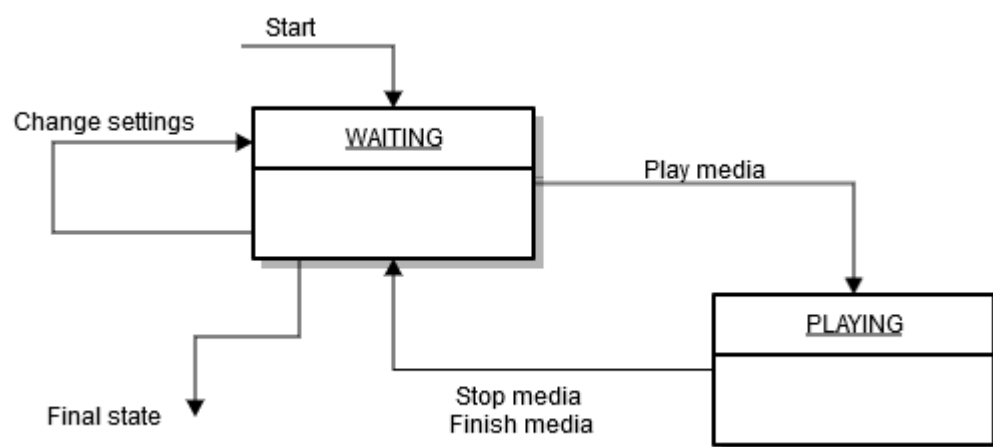 Start
Change settings
WAITING
Play media
PLAYING
Stop media
Finish media
Final state